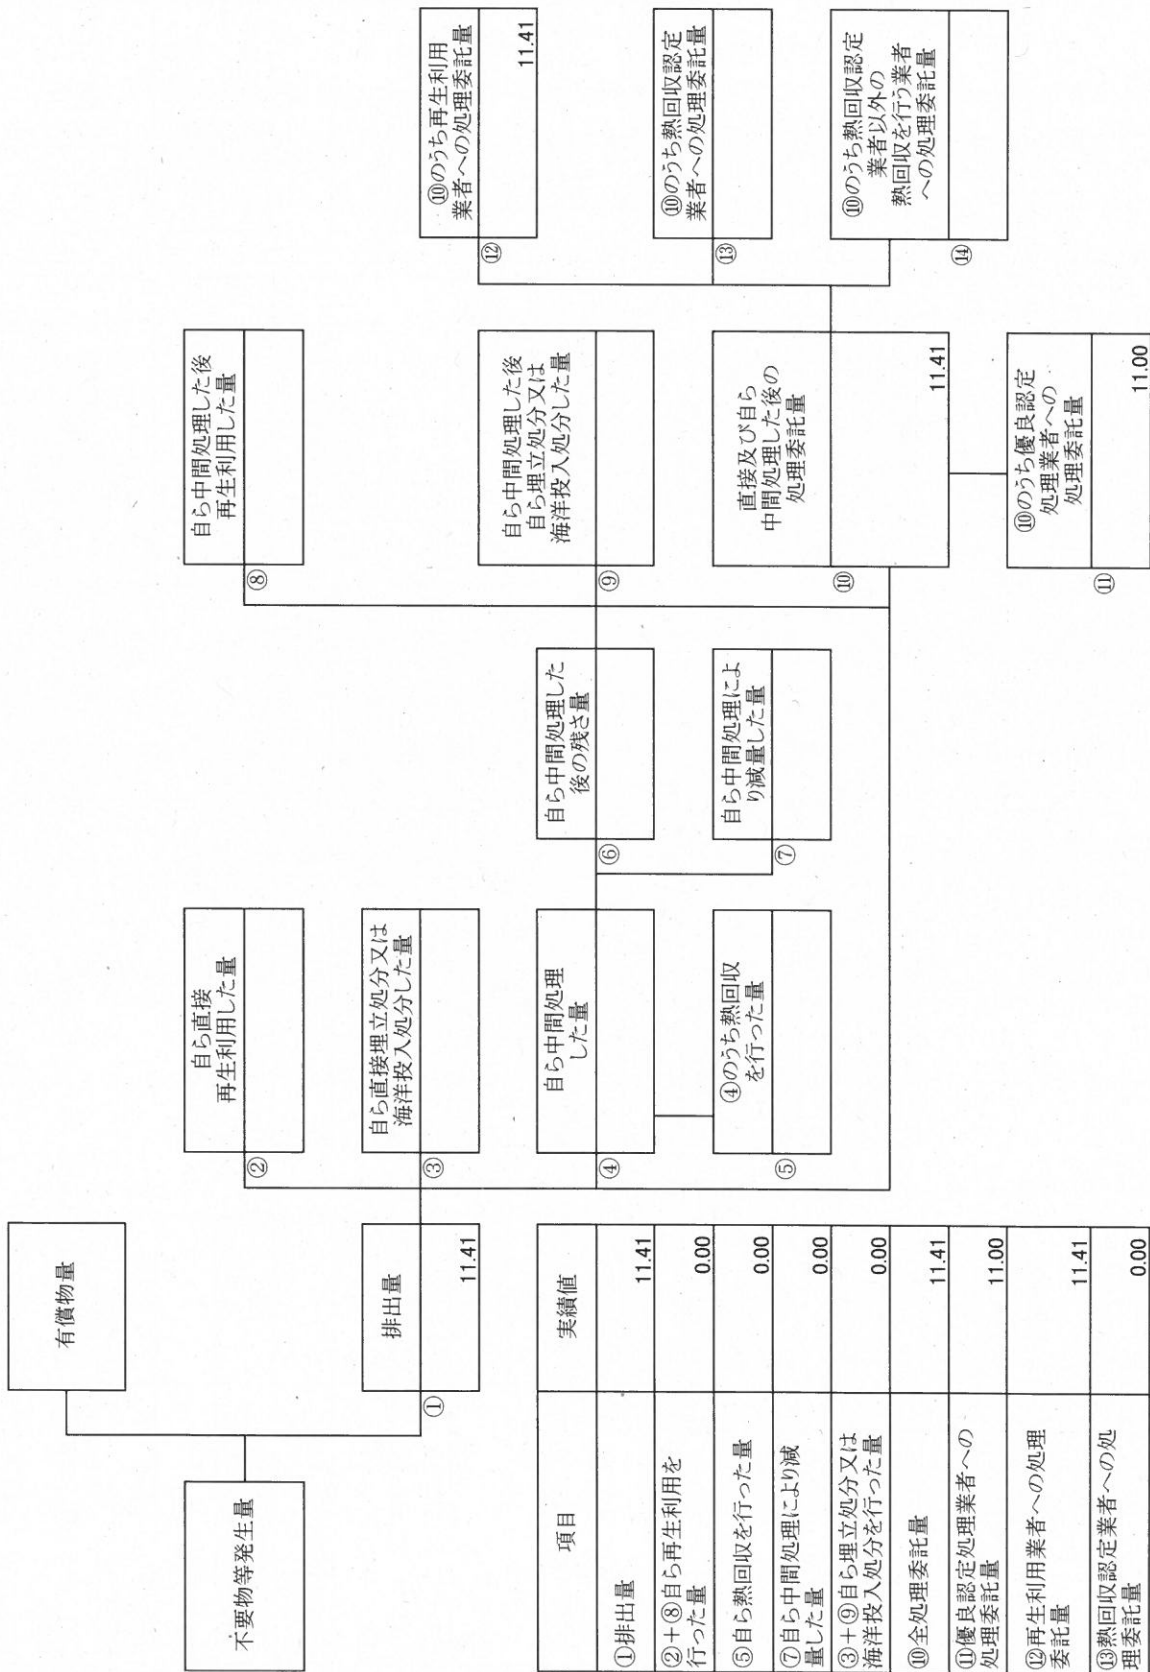 有償物量
不要物等発生量
排出量
①
11.41
自ら直接
再生利用した量
②
自ら直接埋立処分又は
海洋投入処分した量
③
自ら中間処理
した量
④
④のうち熱回収
を行った量
⑤
自ら中間処理した
後の残さ量
⑥
自ら中間処理によ
り減量した量
⑦
自ら中間処理した後
再生利用した量
⑧
自ら中間処理した後
自ら埋立処分又は
海洋投入処分した量
⑨
直接及び自ら
中間処理した後の
処理委託量
⑩
11.41
⑩のうち優良認定
処理業者への
処理委託量
⑪
11.00
⑩のうち再生利用
業者への処理委託量
⑫
11.41
⑩のうち熱回収認定
業者への処理委託量
⑬
⑩のうち熱回収認定
業者以外の
熱回収を行う業者
への処理委託量
⑭
項目 実績値
①排出量 11.41
②+⑧自ら再生利用を
行った量 0.00
⑤自ら熱回収を行った量 0.00
⑦自ら中間処理により減
量した量 0.00
③+⑨自ら埋立処分又は
海洋投入処分を行った量 0.00
⑩全処理委託量 11.41
⑪優良認定処理業者への
処理委託量 11.00
⑫再生利用業者への処理
委託量 11.41
⑬熱回収認定業者への処
理委託量 0.00